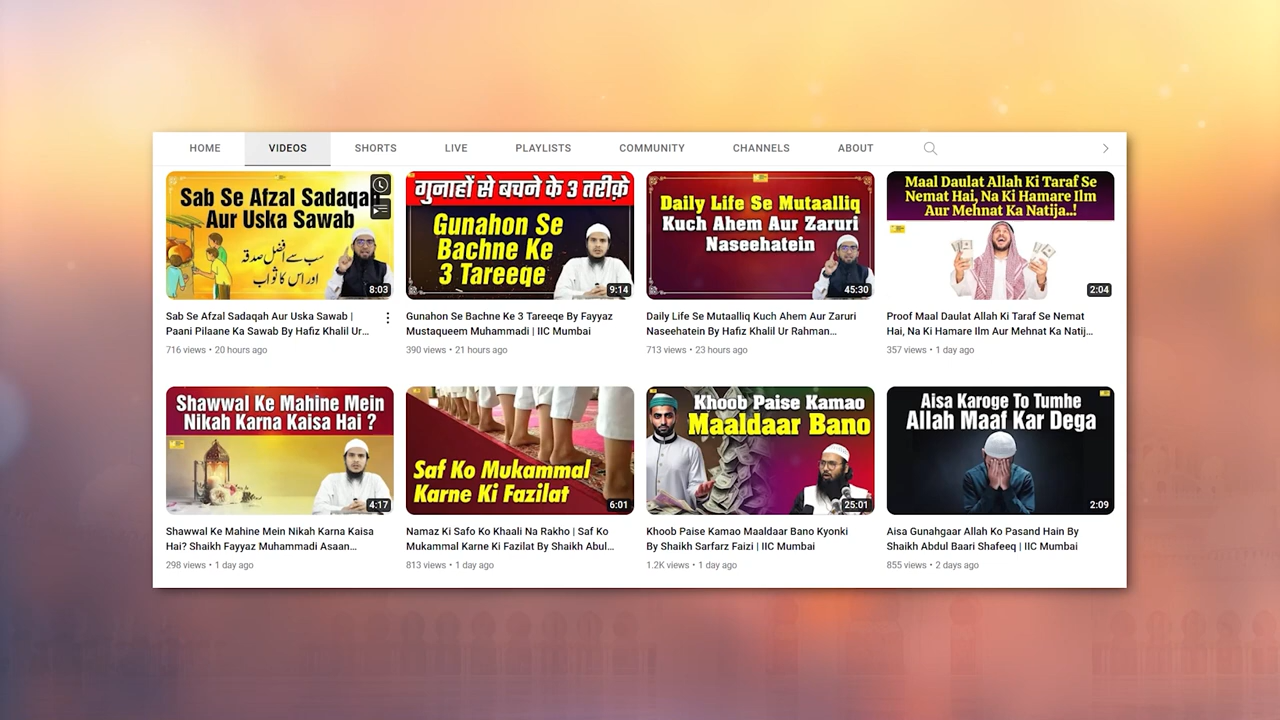 HOME VIDEOS SHORTS LIVE PLAYLISTS COMMUNITY CHANNELS ABOUT
Sab Se Afzal Sadaqah
Aur Uska Sawab
سب سے افضل صدقہ
اور اس کا ثواب
8:03
गुनाहों से बचने के 3 तरीक़े
Gunahon Se
Bachne Ke
3 Tareeqe
9:14
Daily Life Se Mutaalliq
Kuch Ahem Aur Zaruri
Naseehatein
45:30
Maal Daulat Allah Ki Taraf Se
Nemat Hai, Na Ki Hamare Ilm
Aur Mehnat Ka Natija..!
2:04
Sab Se Afzal Sadaqah Aur Uska Sawab |
Paani Pilaane Ka Sawab By Hafiz Khalil Ur...
716 views • 20 hours ago
Gunahon Se Bachne Ke 3 Tareeqe By Fayyaz
Mustaqueem Muhammadi | IIC Mumbai
390 views • 21 hours ago
Daily Life Se Mutaalliq Kuch Ahem Aur Zaruri
Naseehatein By Hafiz Khalil Ur Rahman...
713 views • 23 hours ago
Proof Maal Daulat Allah Ki Taraf Se Nemat
Hai, Na Ki Hamare Ilm Aur Mehnat Ka Natij...
357 views • 1 day ago
Shawwal Ke Mahine Mein
Nikah Karna Kaisa Hai ?
4:17
Saf Ko Mukammal
Karne Ki Fazilat
6:01
Khoob Paise Kamao
Maaldaar Bano
25:01
Aisa Karoge To Tumhe
Allah Maaf Kar Dega
2:09
Shawwal Ke Mahine Mein Nikah Karna Kaisa
Hai? Shaikh Fayyaz Muhammadi Asaan...
298 views • 1 day ago
Namaz Ki Safo Ko Khaali Na Rakho | Saf Ko
Mukammal Karne Ki Fazilat By Shaikh Abul...
813 views • 1 day ago
Khoob Paise Kamao Maaldar Bano Kyonki
By Shaikh Sarfarz Faizi | IIC Mumbai
1.2K views • 1 day ago
Aisa Gunahgaar Allah Ko Pasand Hain By
Shaikh Abdul Baari Shafeeq | IIC Mumbai
855 views • 2 days ago